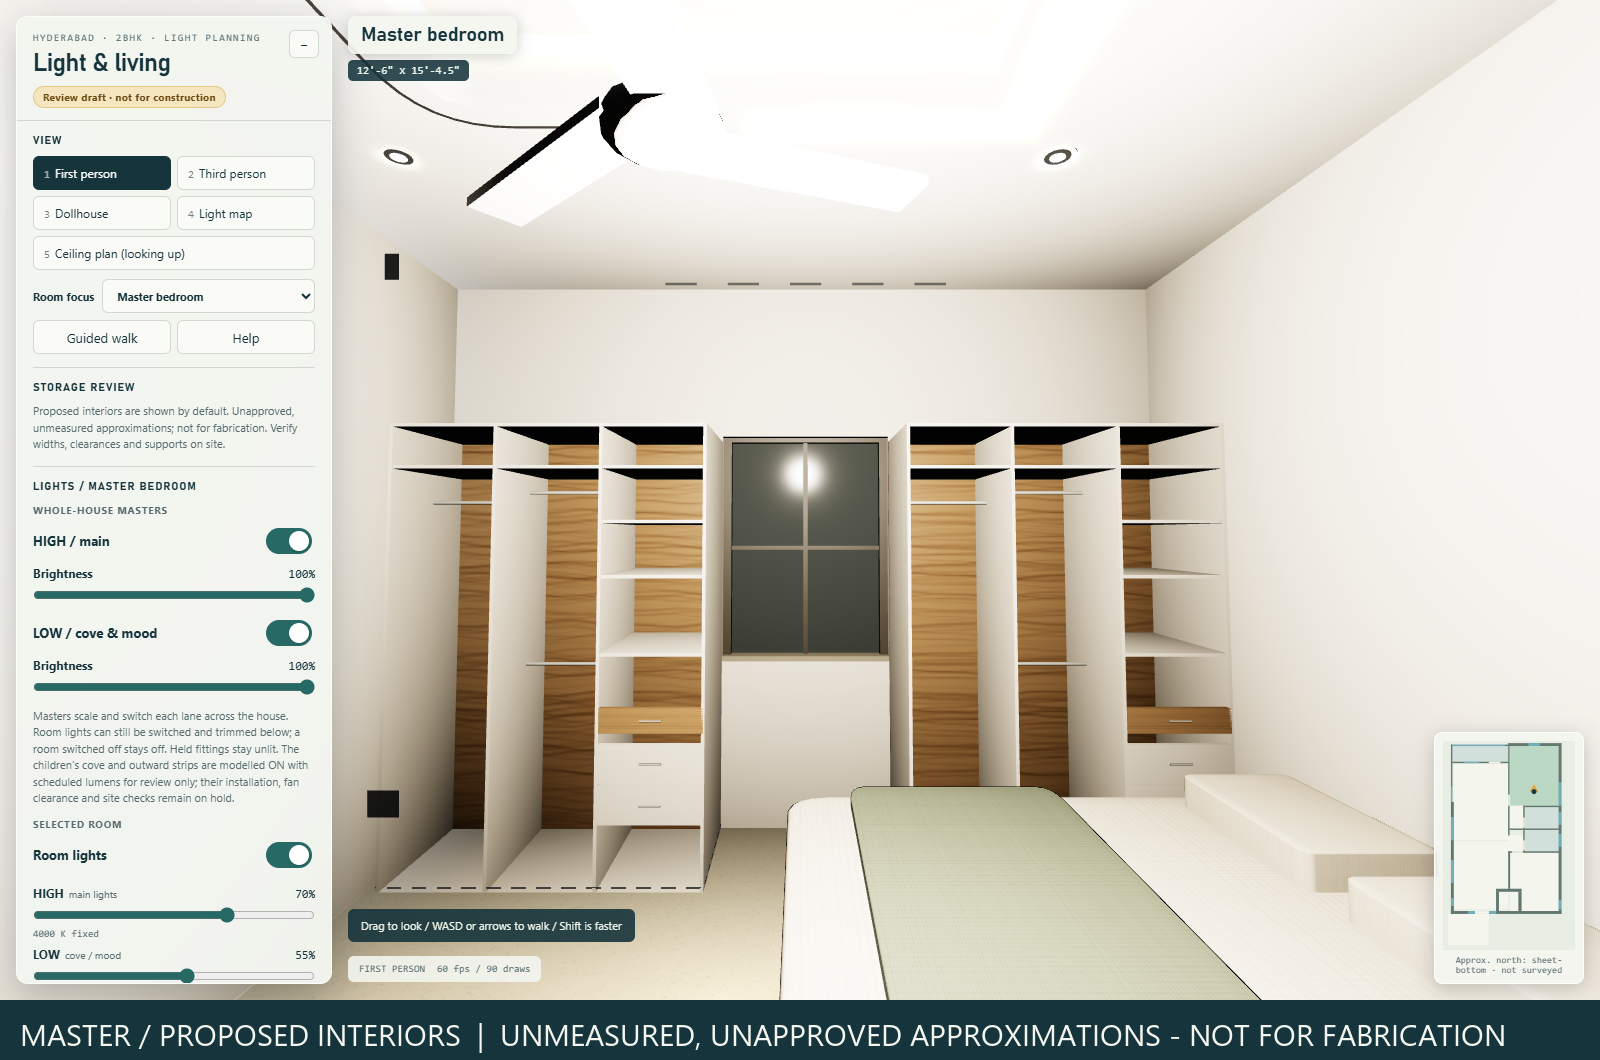 HYDERABAD · 2BHK · LIGHT PLANNING
Light & living
–
Review draft · not for construction
VIEW
1 First person
2 Third person
3 Dollhouse
4 Light map
5 Ceiling plan (looking up)
Room focus
Master bedroom
Guided walk
Help
STORAGE REVIEW
Proposed interiors are shown by default. Unapproved,
unmeasured approximations; not for fabrication. Verify
widths, clearances and supports on site.
LIGHTS / MASTER BEDROOM
WHOLE-HOUSE MASTERS
HIGH / main
Brightness 100%
LOW / cove & mood
Brightness 100%
Masters scale and switch each lane across the house.
Room lights can still be switched and trimmed below; a
room switched off stays off. Held fittings stay unlit. The
children's cove and outward strips are modelled ON with
scheduled lumens for review only; their installation, fan
clearance and site checks remain on hold.
SELECTED ROOM
Room lights
HIGH main lights 70%
4000 K fixed
LOW cove / mood 55%
Master bedroom
12'-6" x 15'-4.5"
Drag to look / WASD or arrows to walk / Shift is faster
FIRST PERSON 60 fps / 90 draws
Approx. north: sheet-
bottom · not surveyed
MASTER / PROPOSED INTERIORS | UNMEASURED, UNAPPROVED APPROXIMATIONS - NOT FOR FABRICATION